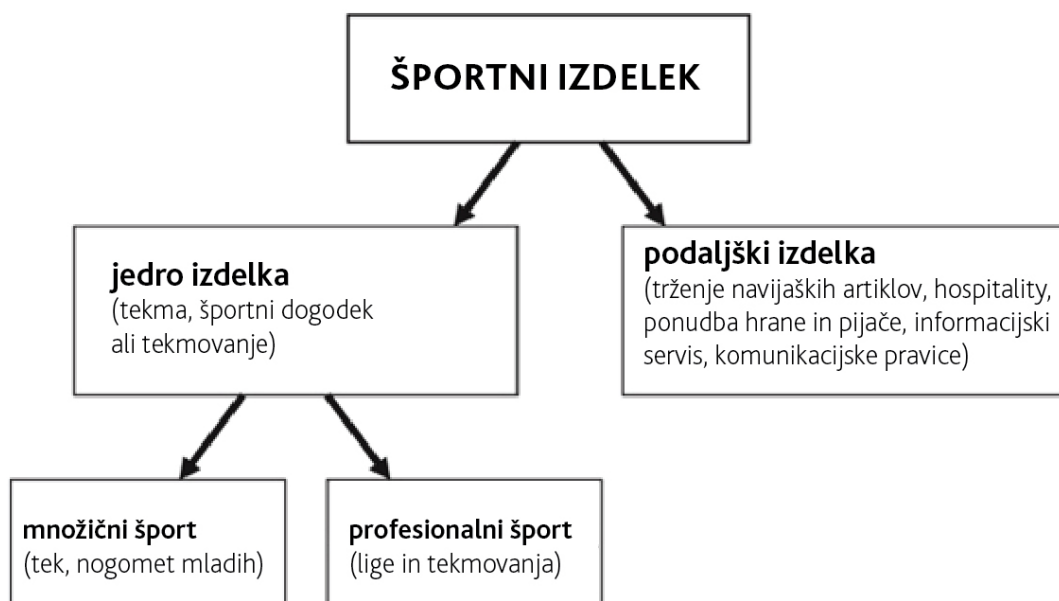 ŠPORTNI IZDELEK
jedro izdelka
(tekma, športni dogodek
ali tekmovanje)
podaljški izdelka
(trženje navijaških artiklov, hospitality,
ponudba hrane in pijače, informacijski
servis, komunikacijske pravice)
množični šport
(tek, nogomet mladih)
profesionalni šport
(lige in tekmovanja)